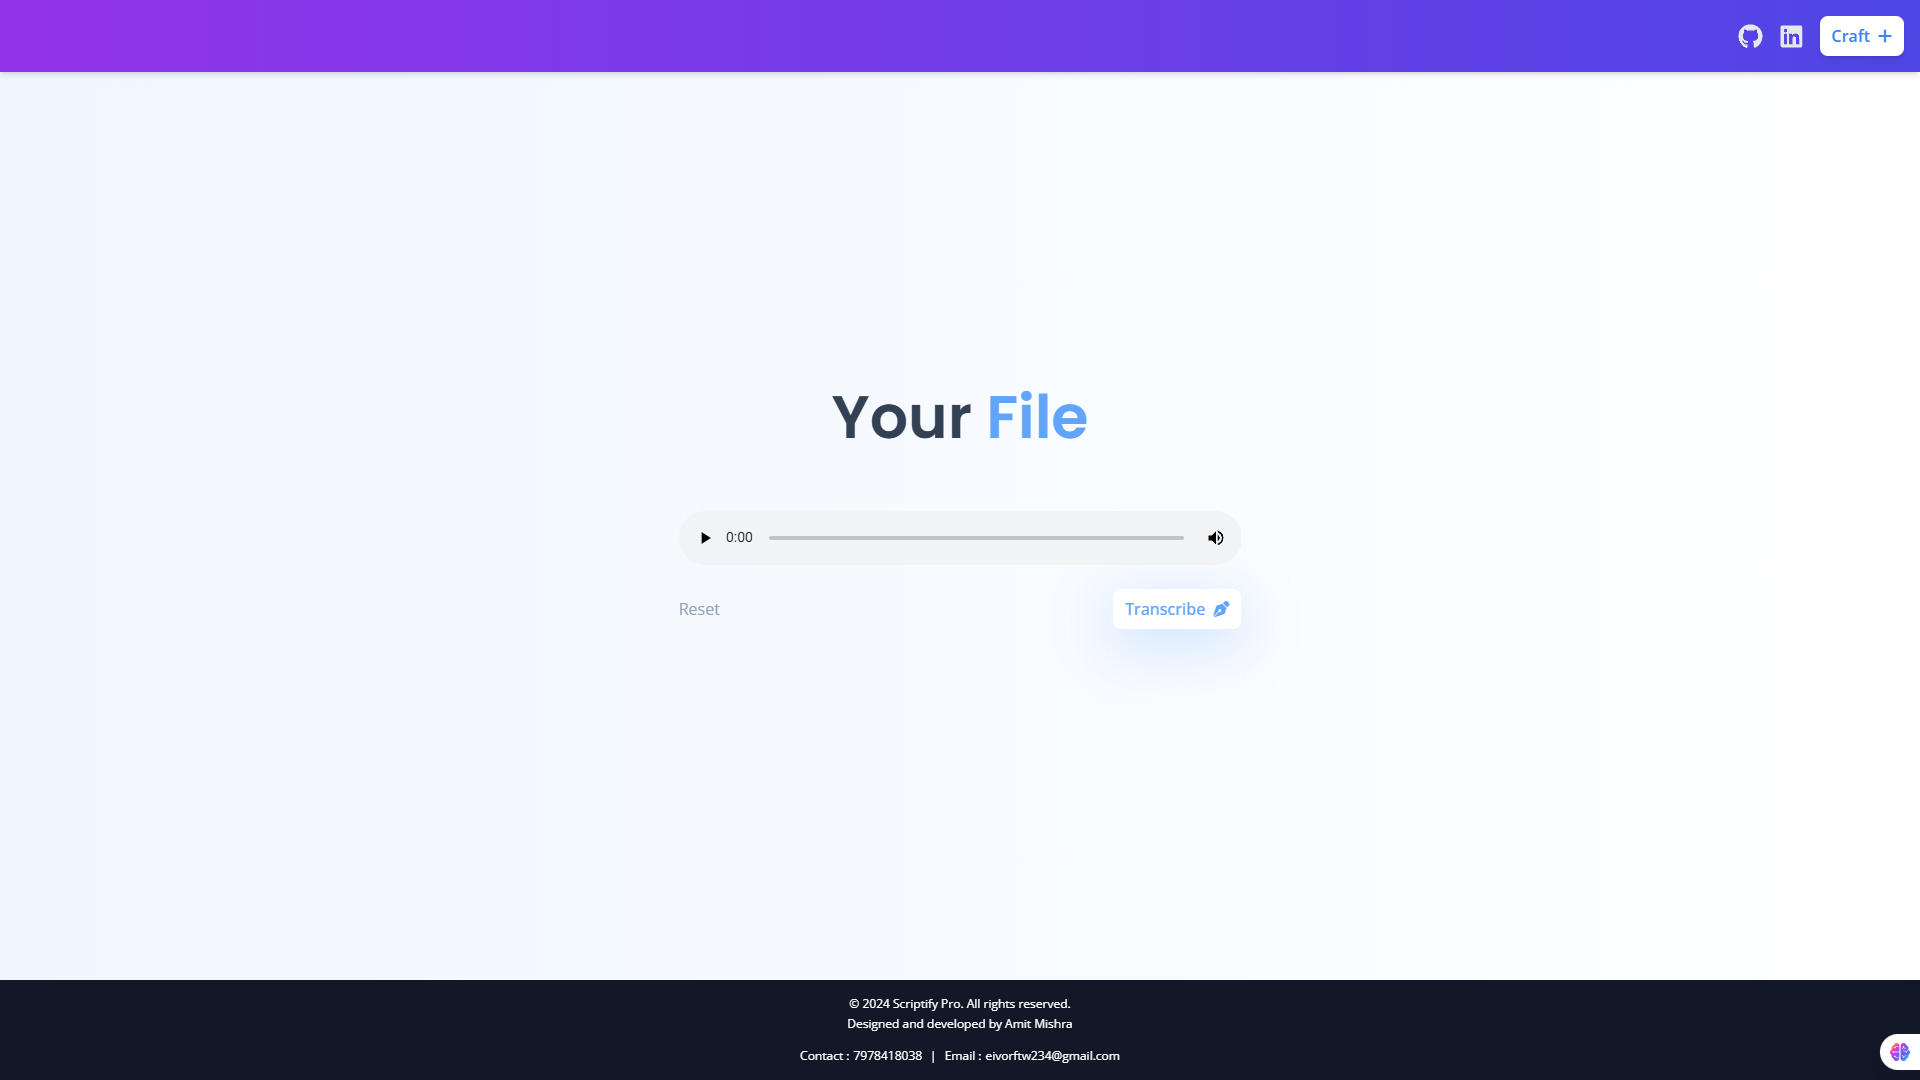 Craft +
Your File
0:00
Reset
Transcribe
© 2024 Scriptify Pro. All rights reserved.
Designed and developed by Amit Mishra
Contact : 7978418038 | Email : eivorftw234@gmail.com